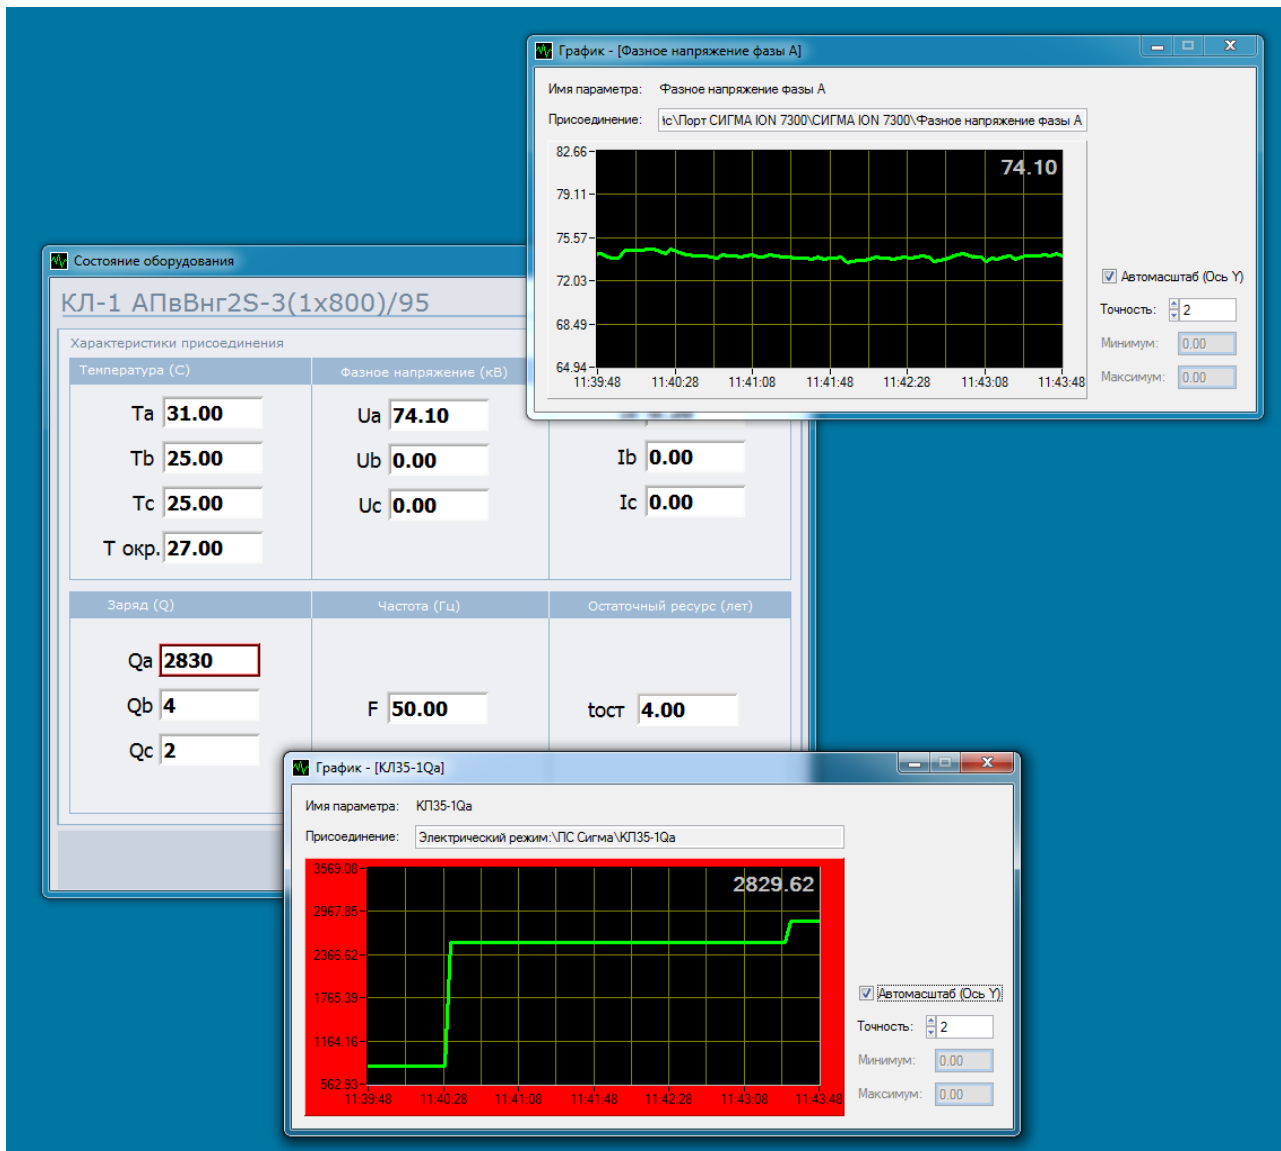 График - [Фазное напряжение фазы А]
Имя параметра: Фазное напряжение фазы А
Присоединение: ic\Порт СИГМА ION 7300\СИГМА ION 7300\Фазное напряжение фазы А
82.66
79.11
75.57
72.03
68.49
64.94
74.10
11:39:48 11:40:28 11:41:08 11:41:48 11:42:28 11:43:08 11:43:48
Автомасштаб (Ось Y)
Точность: 2
Минимум: 0.00
Максимум: 0.00
Состояние оборудования
КЛ-1 АПвВнг2S-3(1х800)/95
Характеристики присоединения
Температура (С)
Ta 31.00
Tb 25.00
Tc 25.00
T окр. 27.00
Фазное напряжение (кВ)
Ua 74.10
Ub 0.00
Uc 0.00
Ib 0.00
Ic 0.00
Заряд (Q)
Qa 2830
Qb 4
Qc 2
Частота (Гц)
F 50.00
Остаточный ресурс (лет)
tост 4.00
График - [КЛ35-1Qa]
Имя параметра: КЛ35-1Qa
Присоединение: Электрический режим:\ПС Сигма\КЛ35-1Qa
3569.08
2967.85
2366.62
1765.39
1164.16
562.93
2829.62
11:39:48 11:40:28 11:41:08 11:41:48 11:42:28 11:43:08 11:43:48
Автомасштаб (Ось Y)
Точность: 2
Минимум: 0.00
Максимум: 0.00